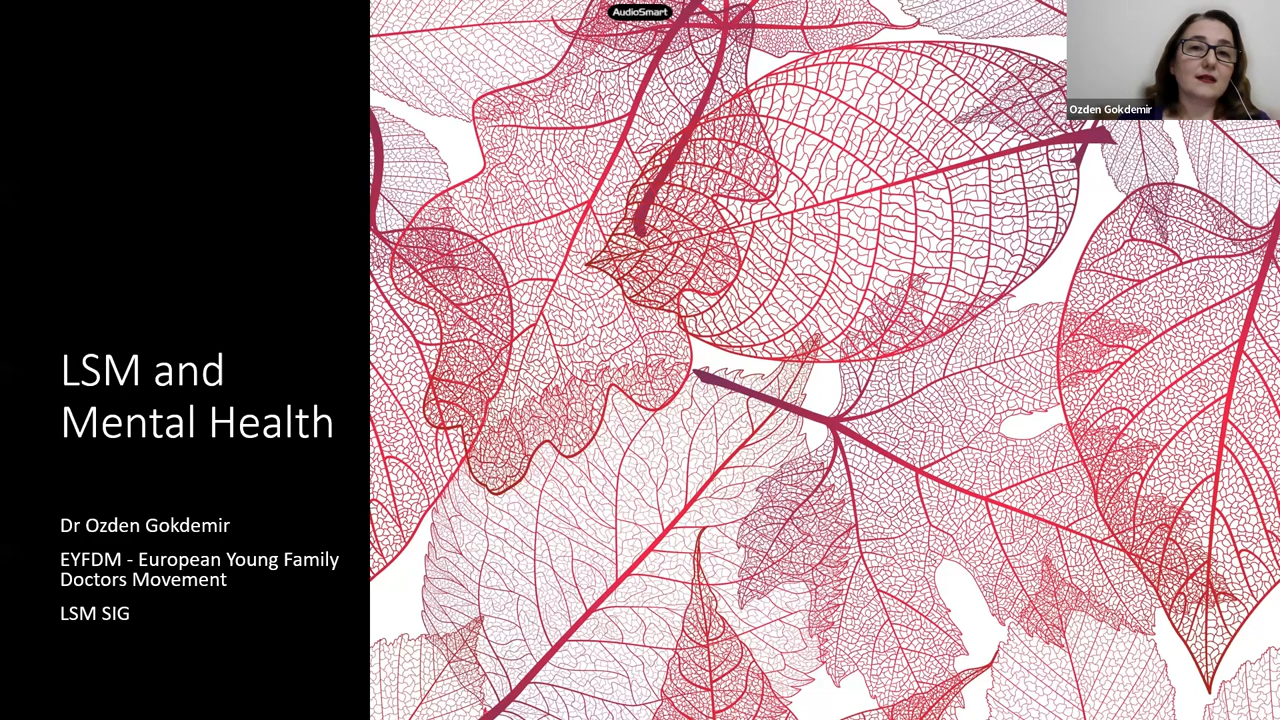 AudioSmart
Ozden Gokdemir
LSM and
Mental Health
Dr Ozden Gokdemir
EYFDM - European Young Family
Doctors Movement
LSM SIG